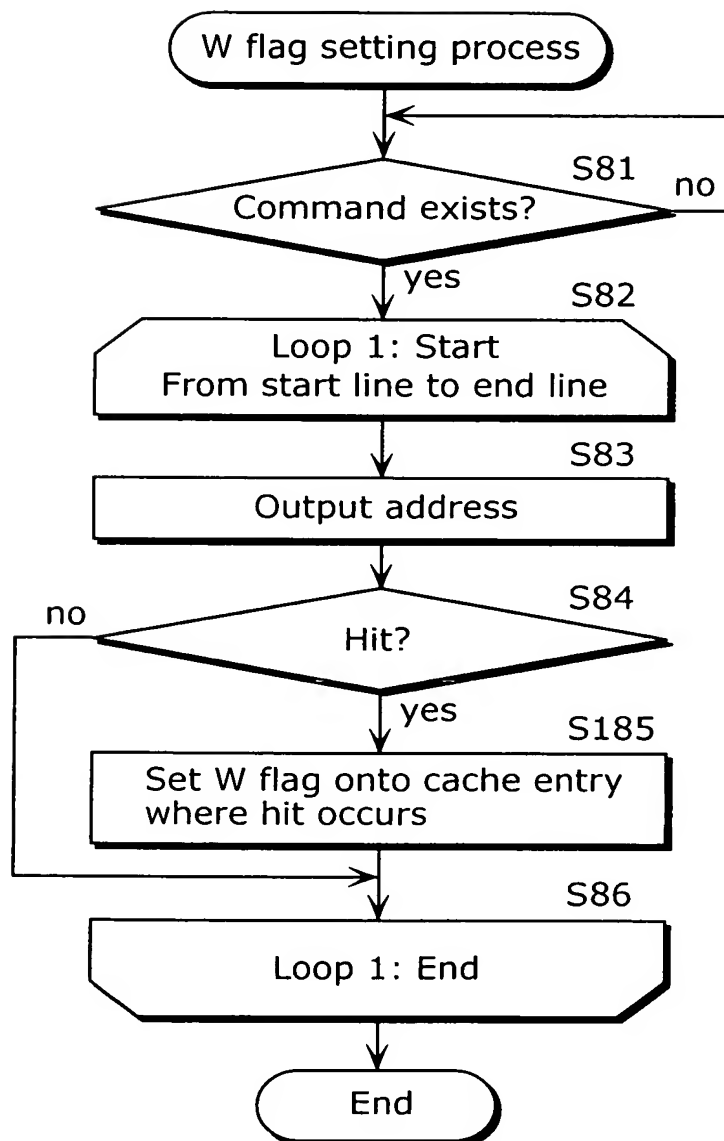 W flag setting process
S81
Command exists?
no
yes
S82
Loop 1: Start
From start line to end line
S83
Output address
S84
no
Hit?
yes
S185
Set W flag onto cache entry
where hit occurs
S86
Loop 1: End
End